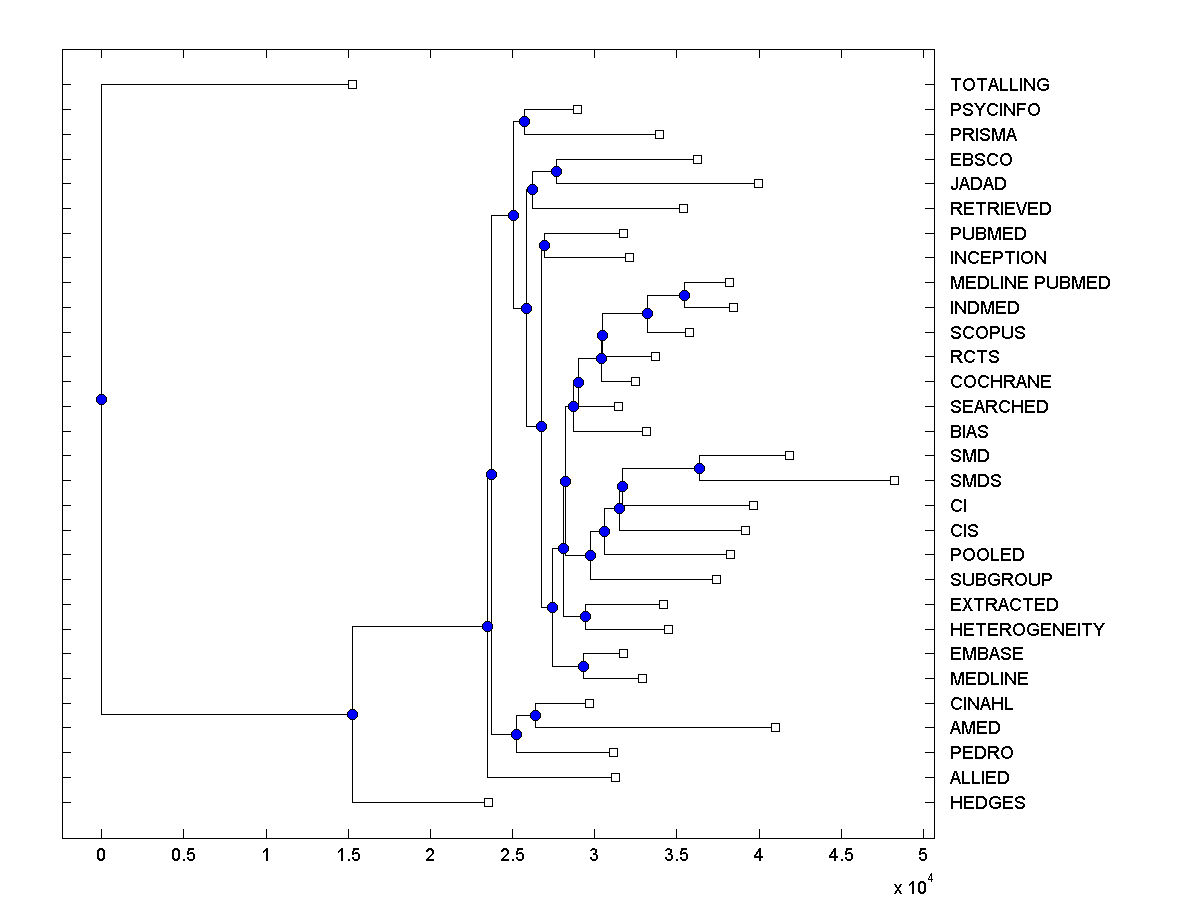 TOTALLING
PSYCINFO
PRISMA
EBSCO
JADAD
RETRIEVED
PUBMED
INCEPTION
MEDLINE PUBMED
INDMED
SCOPUS
RCTS
COCHRANE
SEARCHED
BIAS
SMD
SMDS
CI
CIS
POOLED
SUBGROUP
EXTRACTED
HETEROGENEITY
EMBASE
MEDLINE
CINAHL
AMED
PEDRO
ALLIED
HEDGES
0 0.5 1 1.5 2 2.5 3 3.5 4 4.5 5
x 10^4